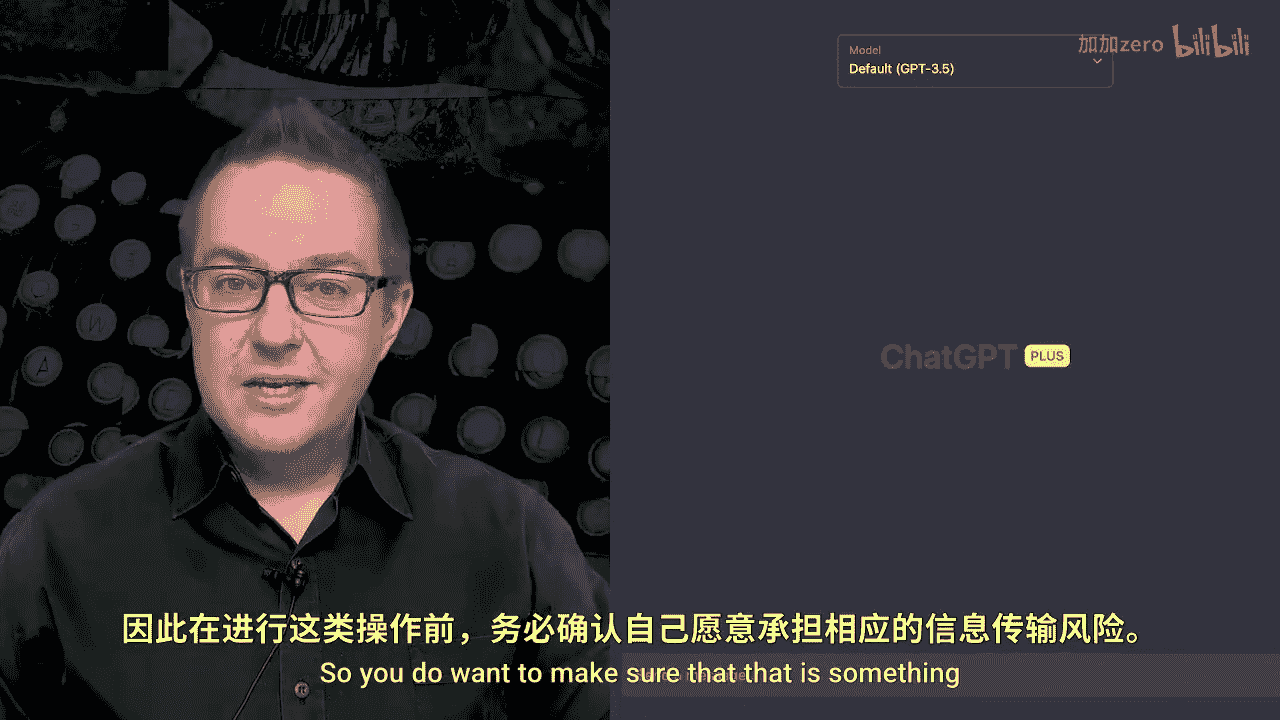 加加zero bilibili
Model
Default (GPT-3.5)
ChatGPT PLUS
因此在进行这类操作前，务必确认自己愿意承担相应的信息传输风险。
So you do want to make sure that that is something